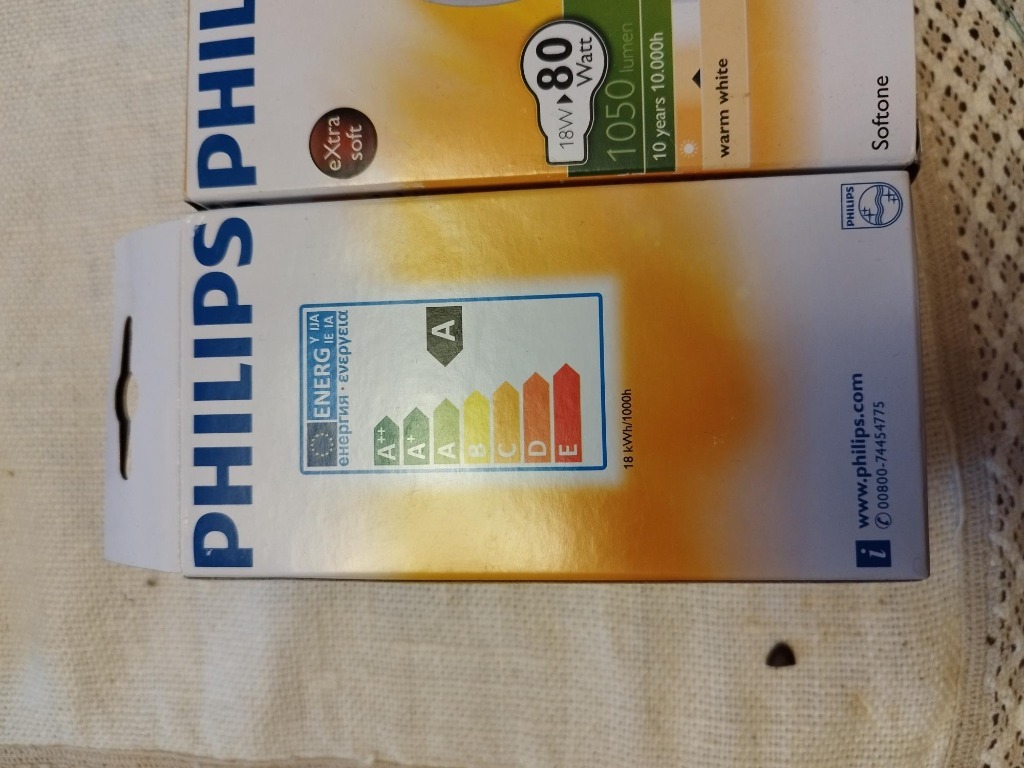 PHIL
eXtra
soft
18W▸80
Watt
1050 lumen
10 years 10.000h
warm white
Softone
PHILIPS
ENERG
Y IJA
IE IA
енергия · ενεργεια
A++
A+
A
B
C
D
E
A
18 kWh/1000h
www.philips.com
00800-74454775
PHILIPS